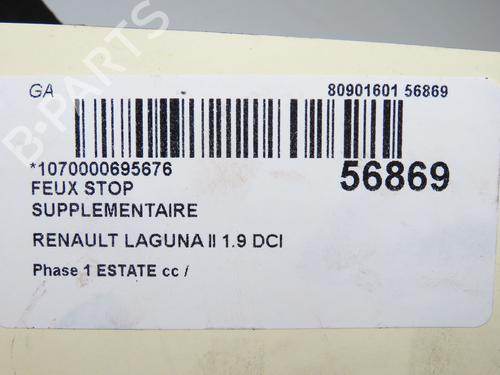 GA
80901601 56869
*1070000695676
56869
FEUX STOP
SUPPLEMENTAIRE
RENAULT LAGUNA II 1.9 DCI
Phase 1 ESTATE cc /
B-PARTS